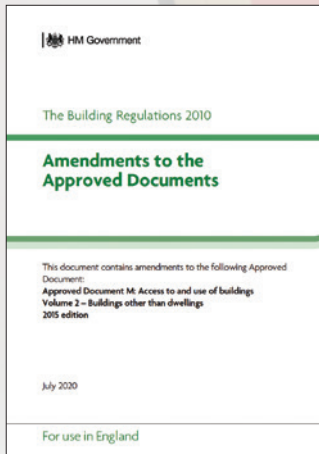 HM Government
The Building Regulations 2010
Amendments to the
Approved Documents
This document contains amendments to the following Approved
Document:
Approved Document M: Access to and use of buildings
Volume 2 – Buildings other than dwellings
2015 edition
July 2020
For use in England